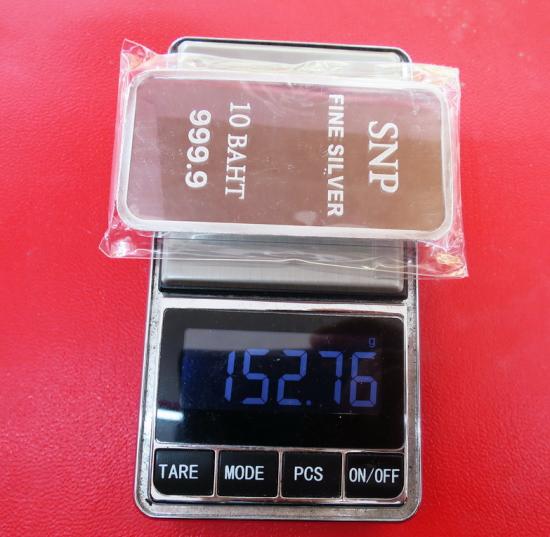 SNP
FINE SILVER
10 BAHT
999.9
g
152.76
TARE
MODE
PCS
ON/OFF